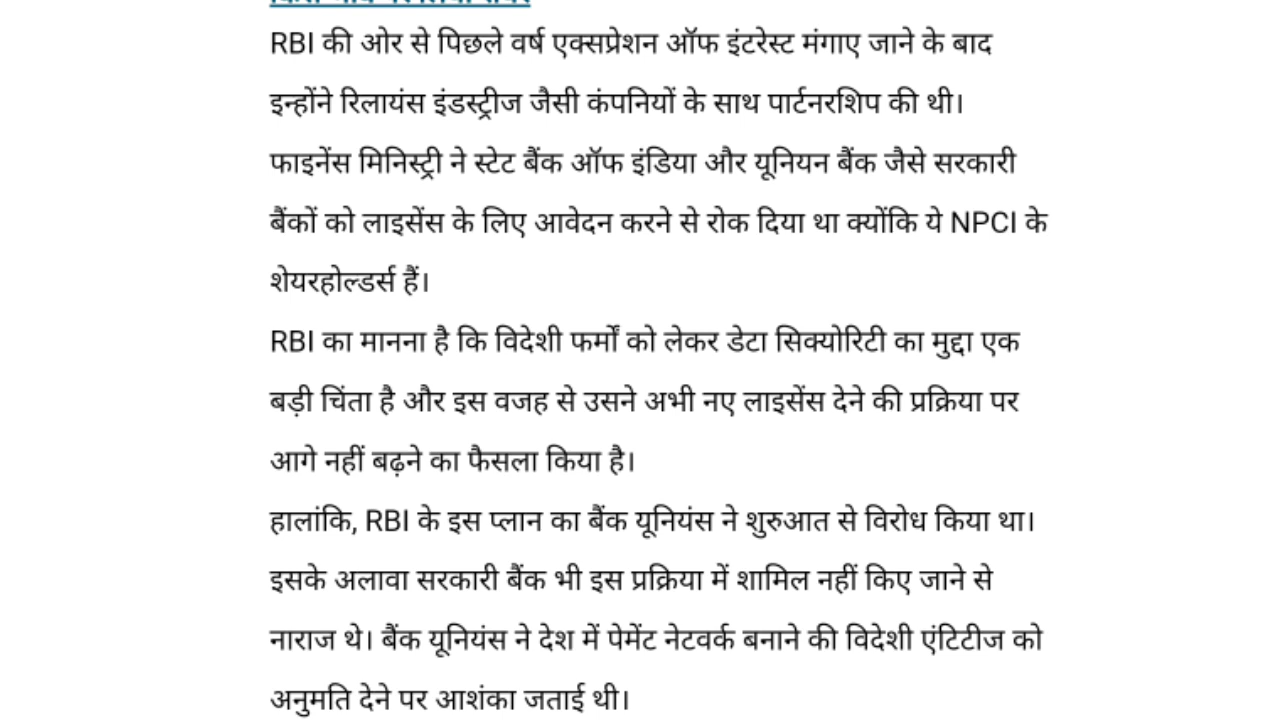 RBI की ओर से पिछले वर्ष एक्सप्रेशन ऑफ इंटरेस्ट मंगाए जाने के बाद
इन्होंने रिलायंस इंडस्ट्रीज जैसी कंपनियों के साथ पार्टनरशिप की थी।
फाइनेंस मिनिस्ट्री ने स्टेट बैंक ऑफ इंडिया और यूनियन बैंक जैसे सरकारी
बैंकों को लाइसेंस के लिए आवेदन करने से रोक दिया था क्योंकि ये NPCI के
शेयरहोल्डर्स हैं।
RBI का मानना है कि विदेशी फर्मों को लेकर डेटा सिक्योरिटी का मुद्दा एक
बड़ी चिंता है और इस वजह से उसने अभी नए लाइसेंस देने की प्रक्रिया पर
आगे नहीं बढ़ने का फैसला किया है।
हालांकि, RBI के इस प्लान का बैंक यूनियंस ने शुरुआत से विरोध किया था।
इसके अलावा सरकारी बैंक भी इस प्रक्रिया में शामिल नहीं किए जाने से
नाराज थे। बैंक यूनियंस ने देश में पेमेंट नेटवर्क बनाने की विदेशी एंटिटीज को
अनुमति देने पर आशंका जताई थी।